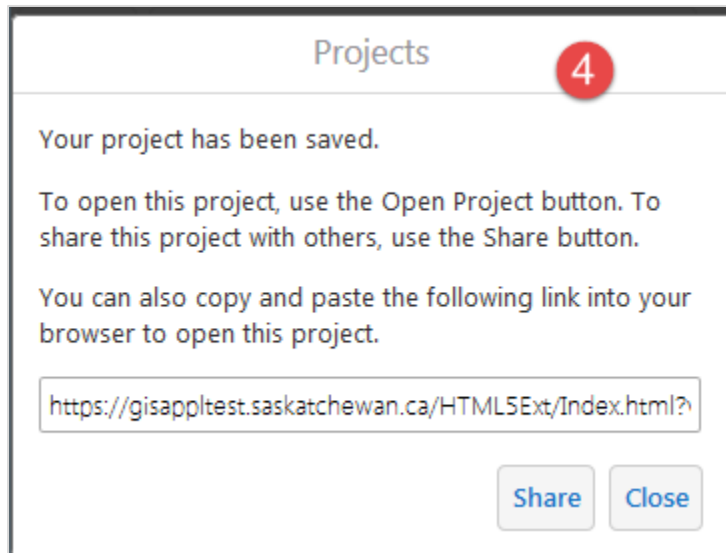 Projects
4
Your project has been saved.
To open this project, use the Open Project button. To
share this project with others, use the Share button.
You can also copy and paste the following link into your
browser to open this project.
https://gisappltest.saskatchewan.ca/HTML5Ext/Index.html?
Share Close